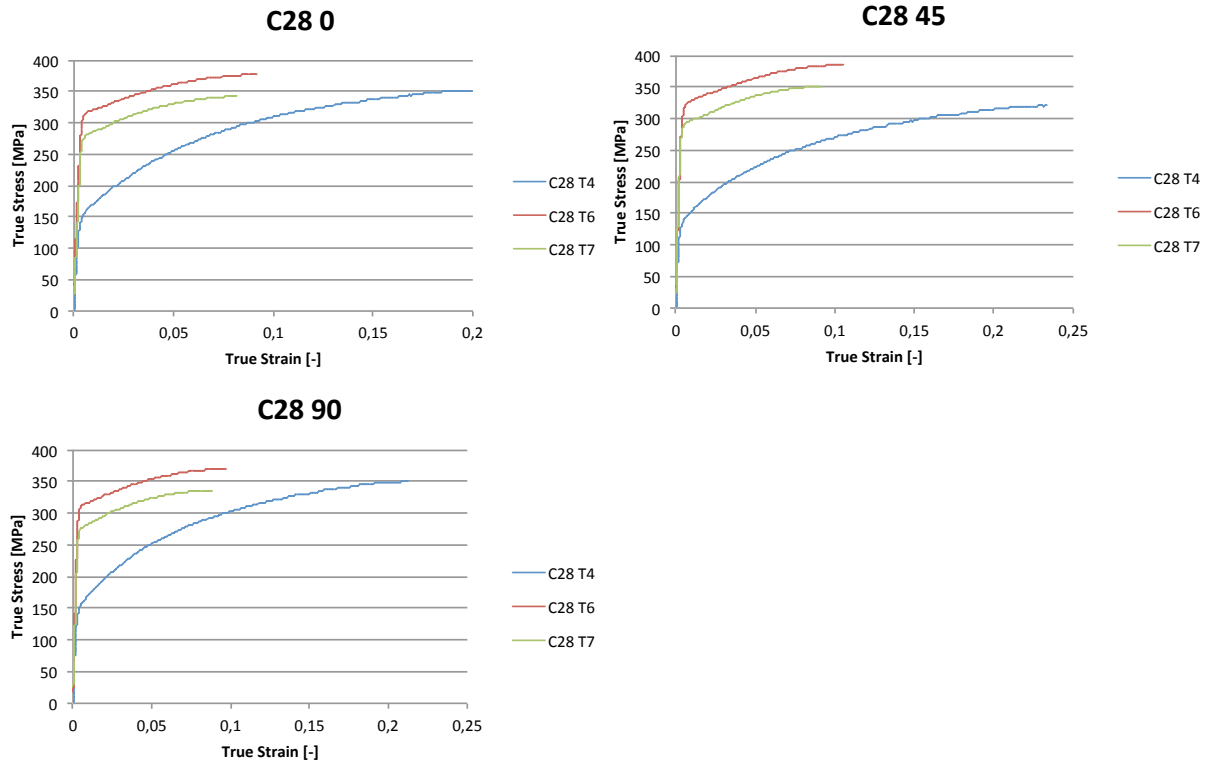 C28 0
400
350
300
250
200
150
100
50
0
True Stress [MPa]
0 0,05 0,1 0,15 0,2
True Strain [-]
C28 T4
C28 T6
C28 T7
C28 45
400
350
300
250
200
150
100
50
0
True Stress [MPa]
0 0,05 0,1 0,15 0,2 0,25
True Strain [-]
C28 T4
C28 T6
C28 T7
C28 90
400
350
300
250
200
150
100
50
0
True Stress [MPa]
0 0,05 0,1 0,15 0,2 0,25
True Strain [-]
C28 T4
C28 T6
C28 T7